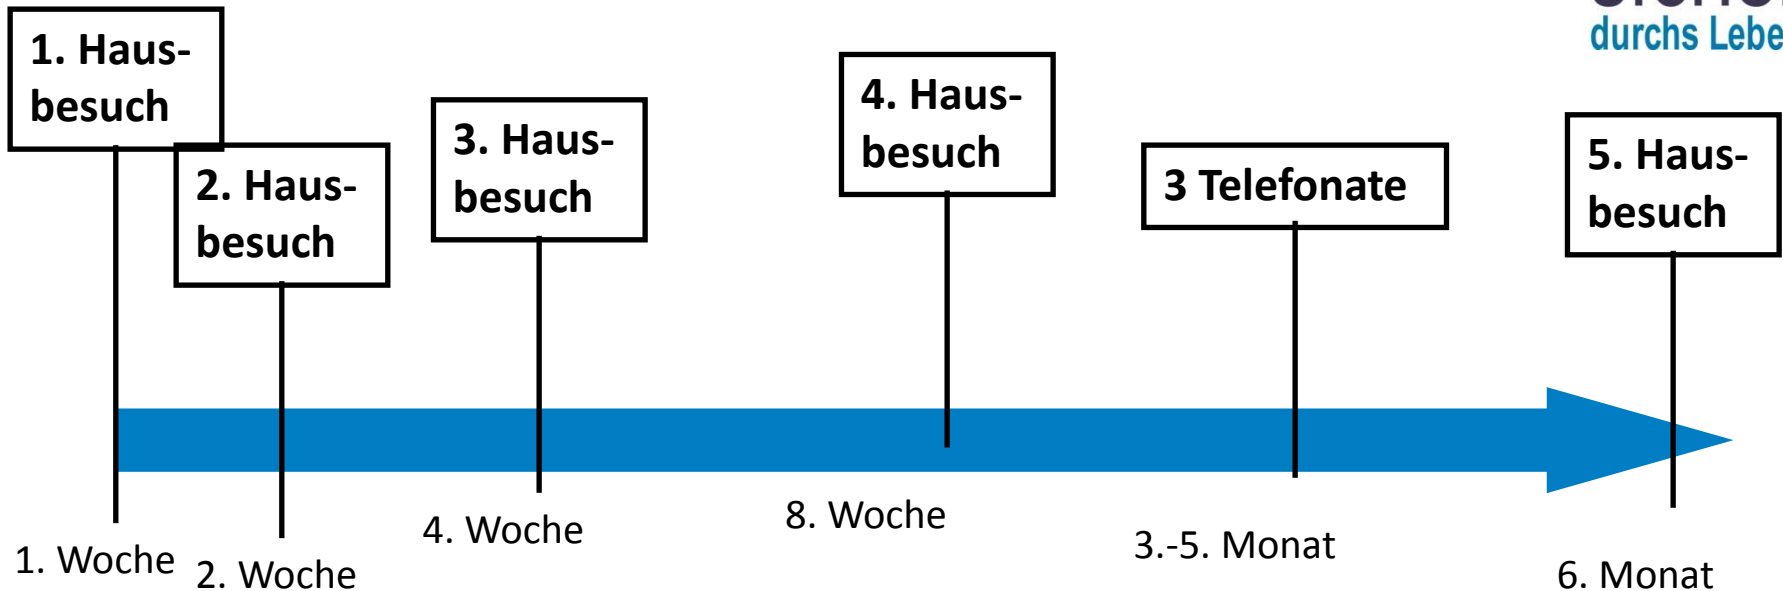 durchs Lebe
1. Haus-
besuch
2. Haus-
besuch
3. Haus-
besuch
4. Haus-
besuch
3 Telefonate
5. Haus-
besuch
1. Woche
2. Woche
4. Woche
8. Woche
3.-5. Monat
6. Monat